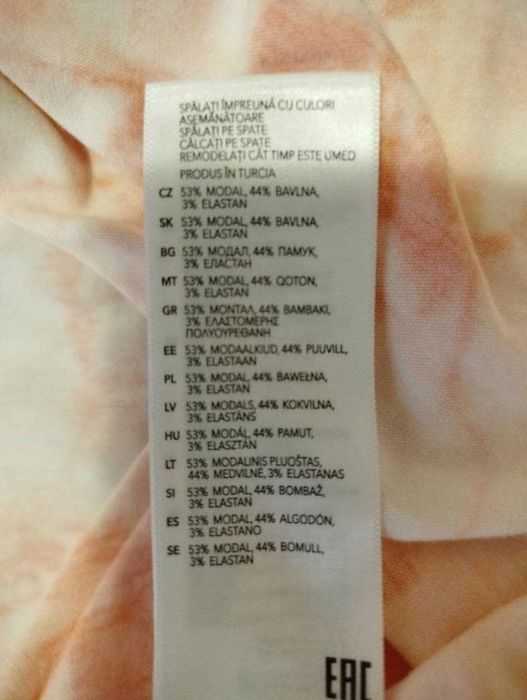 SPĂLAȚI ÎMPREUNĂ CU CULORI
ASEMĂNĂTOARE
SPĂLAȚI PE SPATE
CĂLCAȚI PE SPATE
REMODELAȚI CÂT TIMP ESTE UMED
PRODUS ÎN TURCIA
CZ 53% MODAL, 44% BAVLNA,
3% ELASTAN
SK 53% MODAL, 44% BAVLNA,
3% ELASTAN
BG 53% МОДАЛ, 44% ПАМУК,
3% ЕЛАСТАН
MT 53% MODAL, 44% QOTON,
3% ELASTAN
GR 53% ΜΟΝΤΑΛ, 44% ΒΑΜΒΑΚΙ,
3% ΕΛΑΣΤΟΜΕΡΗΣ
ΠΟΛΥΟΥΡΕΘΑΝΗ
EE 53% MODAALKIUD, 44% PUUVILL,
3% ELASTAAN
PL 53% MODAL, 44% BAWEŁNA,
3% ELASTAN
LV 53% MODALS, 44% KOKVILNA,
3% ELASTĀNS
HU 53% MODÁL, 44% PAMUT,
3% ELASZTÁN
LT 53% MODALINIS PLUOŠTAS,
44% MEDVILNĖ, 3% ELASTANAS
SI 53% MODAL, 44% BOMBAŽ,
3% ELASTAN
ES 53% MODAL, 44% ALGODÓN,
3% ELASTANO
SE 53% MODAL, 44% BOMULL,
3% ELASTAN
EAC